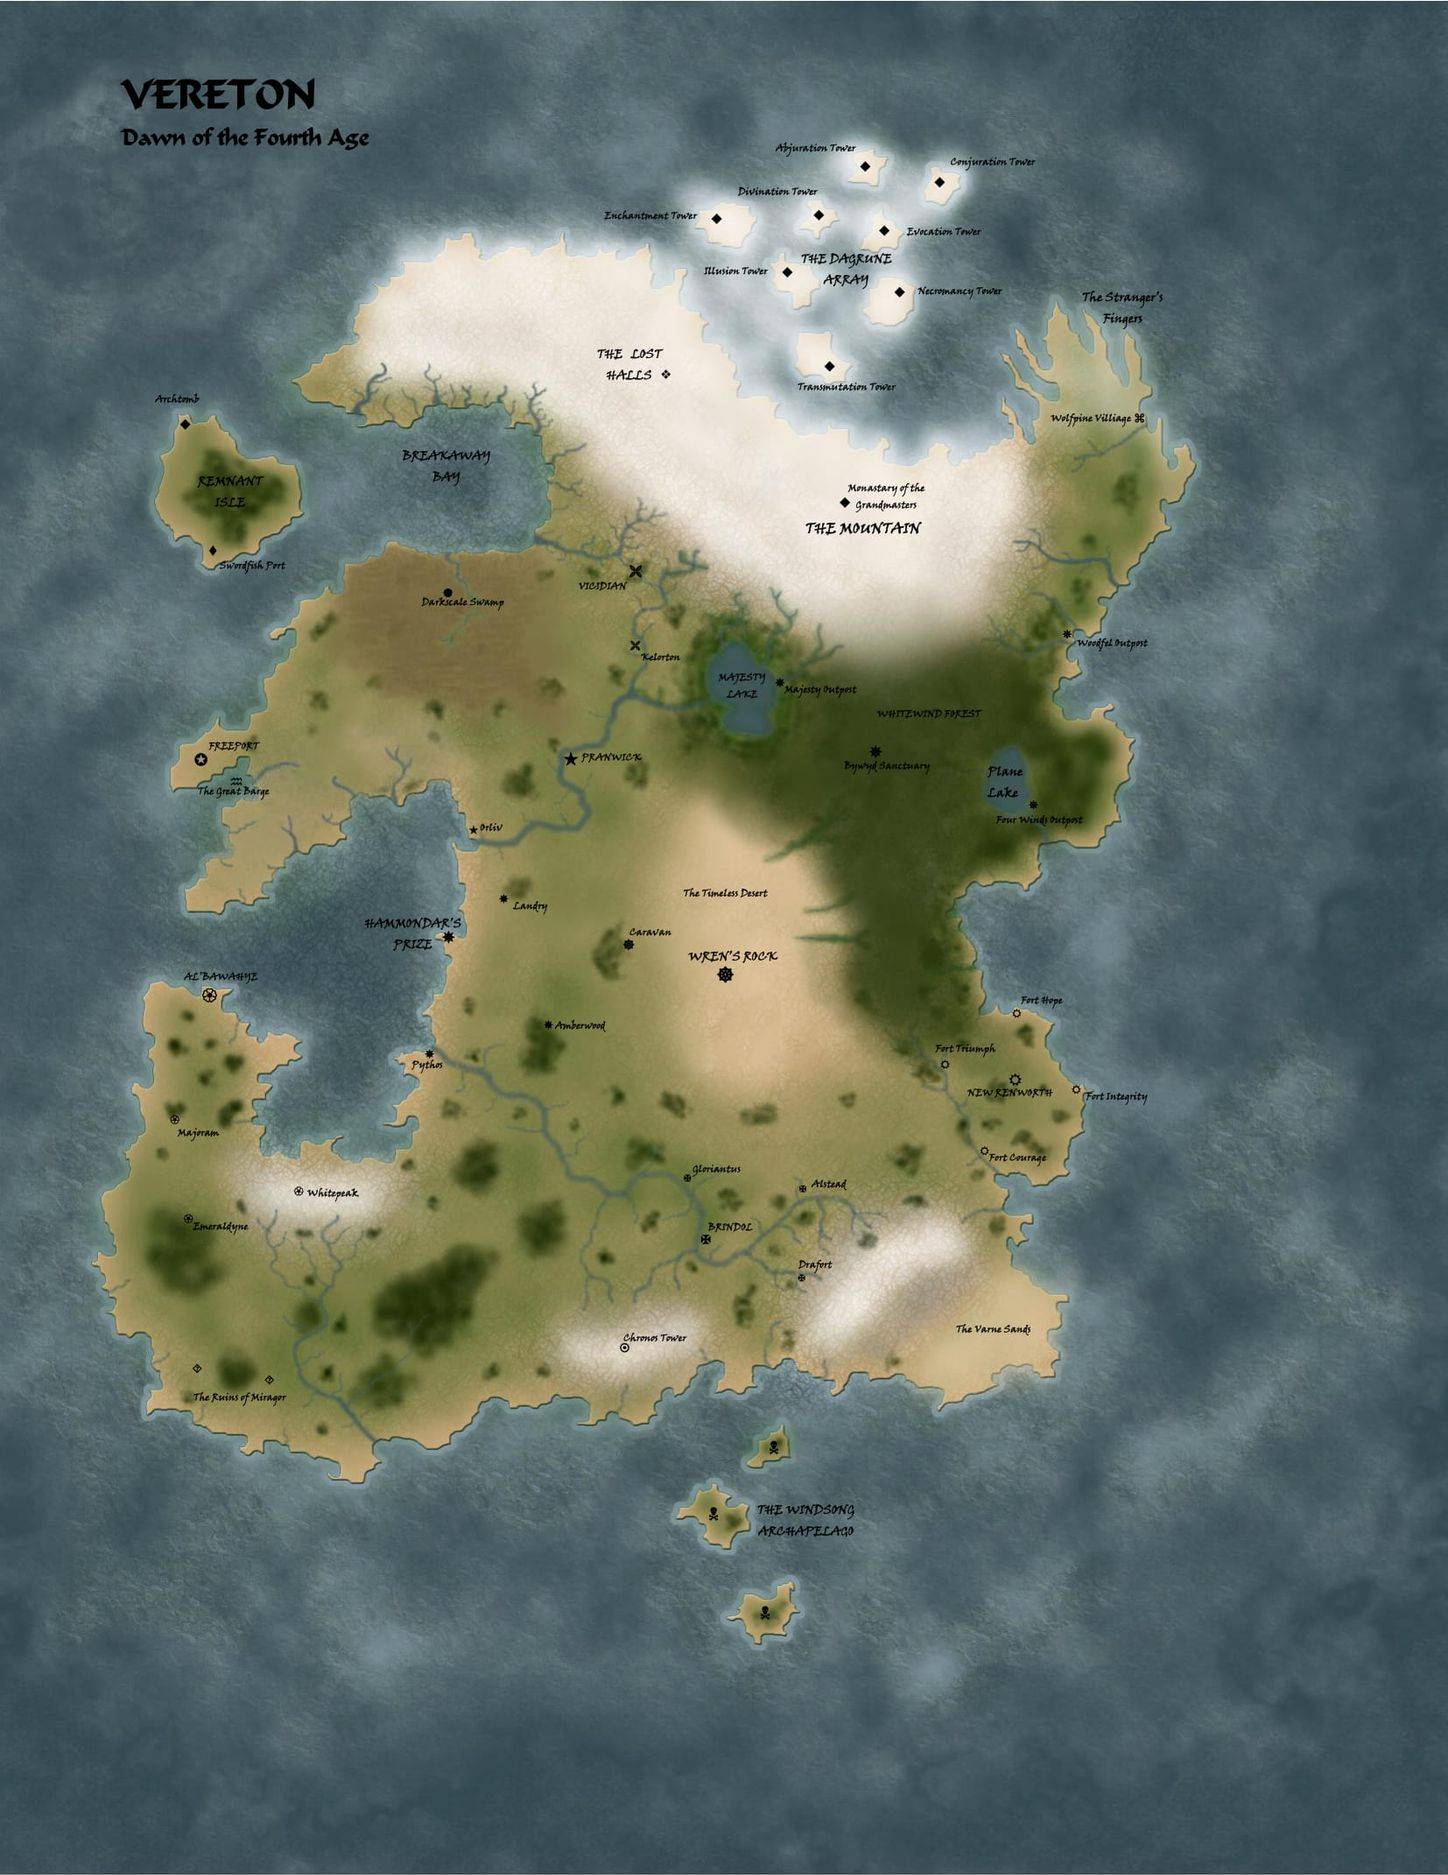 VERETON
Dawn of the Fourth Age
Abjuration Tower
Conjuration Tower
Divination Tower
Enchantment Tower
Evocation Tower
THE DAGRUNE
ARRAY
Illusion Tower
Necromancy Tower
The Stranger's
Fingers
THE LOST
HALLS
Transmutation Tower
Archtomb
Wolfpine Villiage
BREAKAWAY
BAY
REMNANT
ISLE
Monastary of the
Grandmasters
THE MOUNTAIN
Swordfish Port
VICIDIAN
Darkscale Swamp
Woodfel Outpost
Kelorton
MAJESTY
LAKE
Majesty Outpost
WHITEWIND FOREST
FREEPORT
PRANWICK
Bywyd Sanctuary
Plane
Lake
The Great Barge
Four Winds Outpost
Orliv
The Timeless Desert
Landry
HAMMONDAR'S
PRIZE
Caravan
WREN'S ROCK
AL'BAWAHYE
Fort Hope
Amberwood
Fort Triumph
Pythos
NEW RENWORTH
Fort Integrity
Majoram
Fort Courage
Gloriantus
Alstead
Whitepeak
Emeraldyne
BRINDOL
Drafort
The Varne Sands
Chronos Tower
The Ruins of Miragor
THE WINDSONG
ARCHAPELAGO